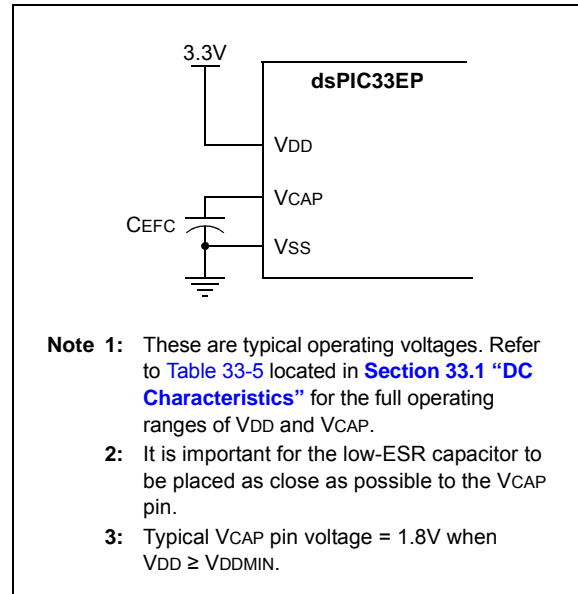 3.3V
dsPIC33EP
VDD
VCAP
CEFC
VSS
Note 1: These are typical operating voltages. Refer
to Table 33-5 located in Section 33.1 “DC
Characteristics” for the full operating
ranges of VDD and VCAP.
2: It is important for the low-ESR capacitor to
be placed as close as possible to the VCAP
pin.
3: Typical VCAP pin voltage = 1.8V when
VDD ≥ VDDMIN.